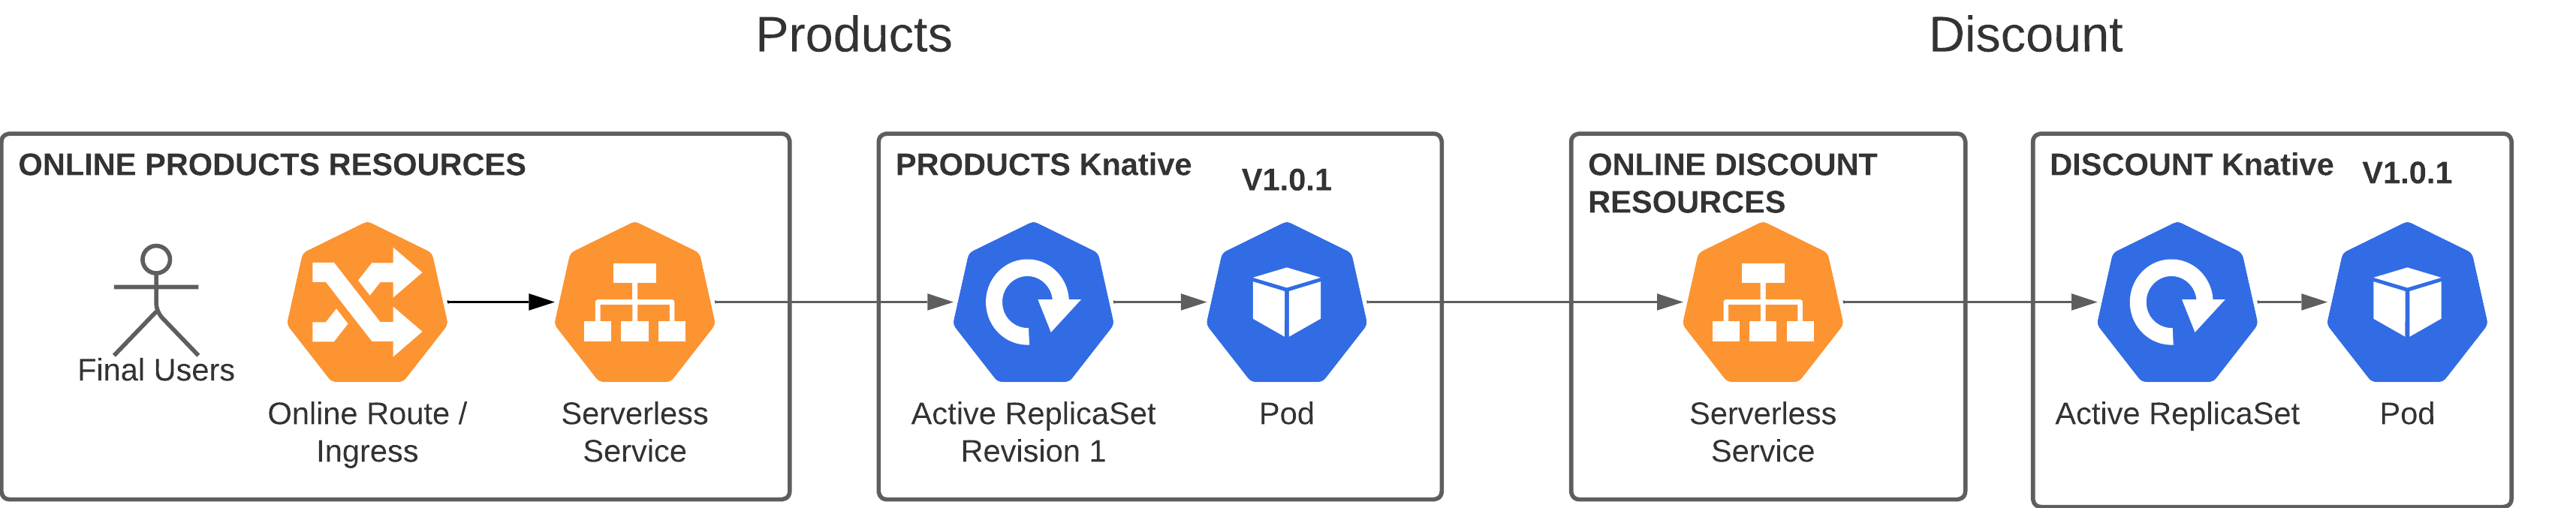 Products
Discount
ONLINE PRODUCTS RESOURCES
Final Users
Online Route /
Ingress
Serverless
Service
PRODUCTS Knative
V1.0.1
Active ReplicaSet
Revision 1
Pod
ONLINE DISCOUNT
RESOURCES
Serverless
Service
DISCOUNT Knative
V1.0.1
Active ReplicaSet
Pod